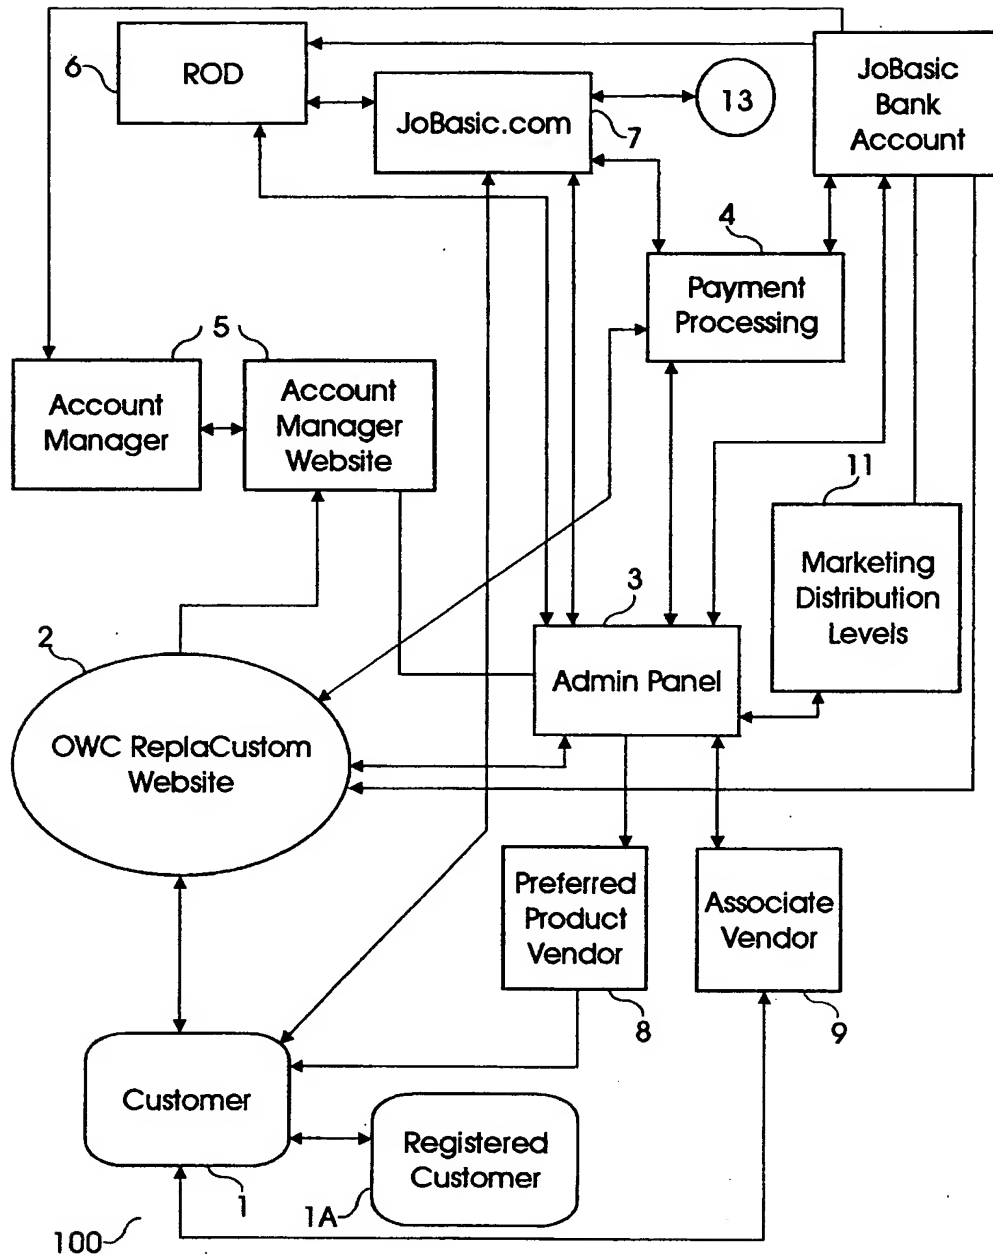 ROD
6
JoBasic.com
7
13
JoBasic
Bank
Account
4
Payment
Processing
5
Account
Manager
Account
Manager
Website
11
Marketing
Distribution
Levels
3
Admin Panel
2
OWC ReplaCustom
Website
Preferred
Product
Vendor
8
Associate
Vendor
9
Customer
1
Registered
Customer
1A
100